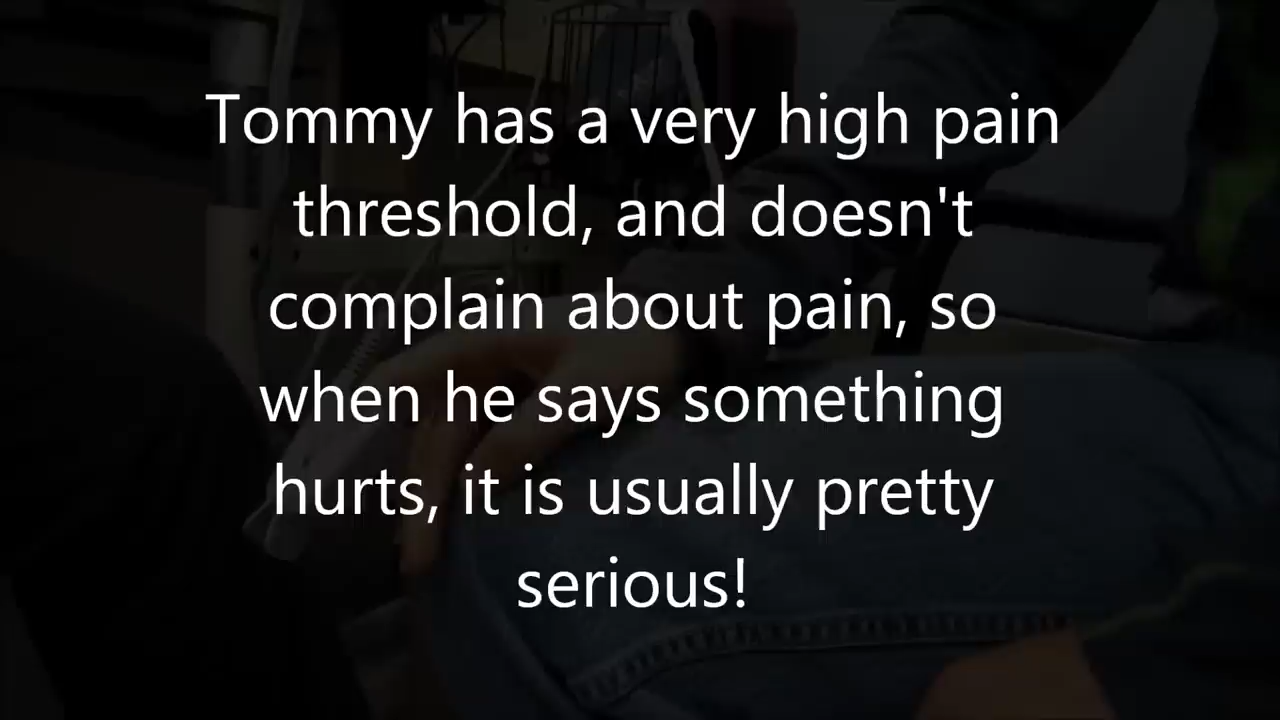 Tommy has a very high pain
threshold, and doesn't
complain about pain, so
when he says something
hurts, it is usually pretty
serious!